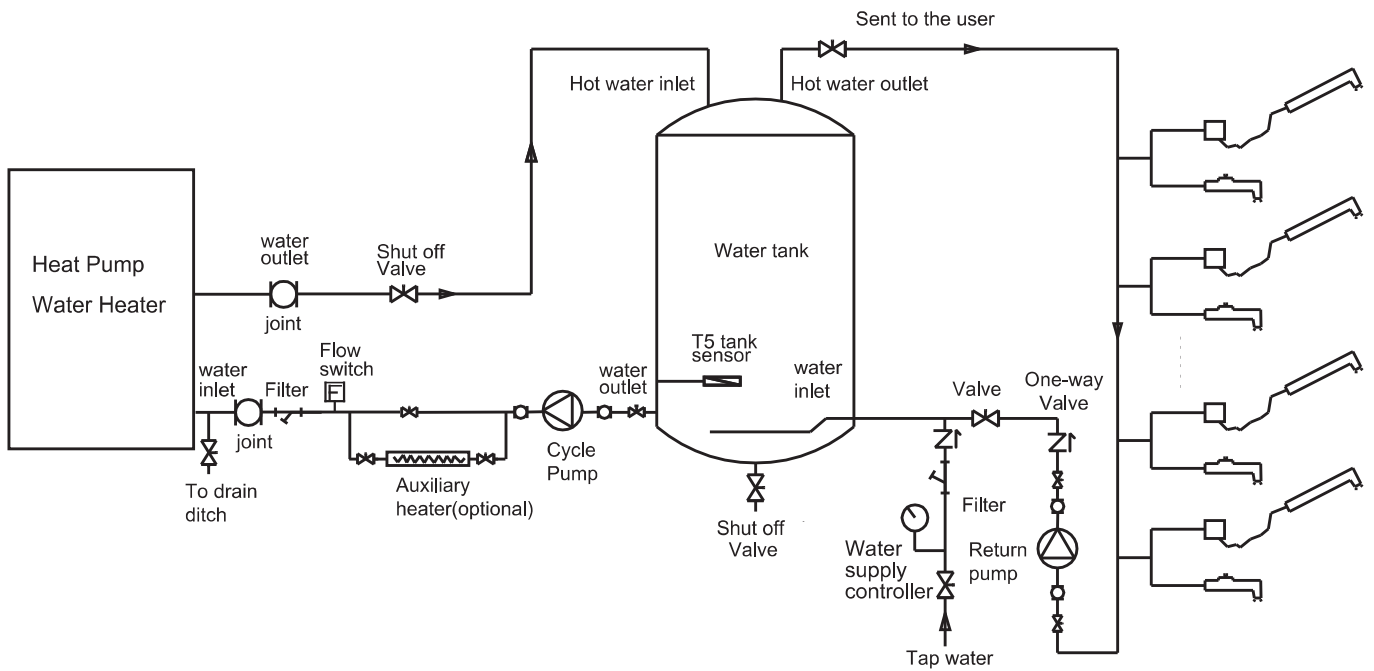 Sent to the user
Hot water inlet
Hot water outlet
Heat Pump
Water Heater
water
outlet
joint
Shut off
Valve
Water tank
T5 tank
sensor
water
inlet
water
outlet
Flow
switch
F
water
inlet
Filter
joint
To drain
ditch
Auxiliary
heater(optional)
Cycle
Pump
Shut off
Valve
Valve
One-way
Valve
Filter
Water
supply
controller
Return
pump
Tap water